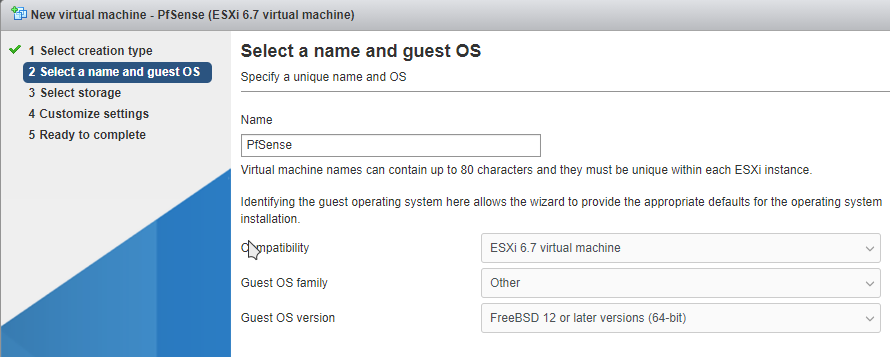 New virtual machine - PfSense (ESXi 6.7 virtual machine)
1 Select creation type
2 Select a name and guest OS
3 Select storage
4 Customize settings
5 Ready to complete
Select a name and guest OS
Specify a unique name and OS
Name
PfSense
Virtual machine names can contain up to 80 characters and they must be unique within each ESXi instance.
Identifying the guest operating system here allows the wizard to provide the appropriate defaults for the operating system
installation.
Compatibility
ESXi 6.7 virtual machine
Guest OS family
Other
Guest OS version
FreeBSD 12 or later versions (64-bit)